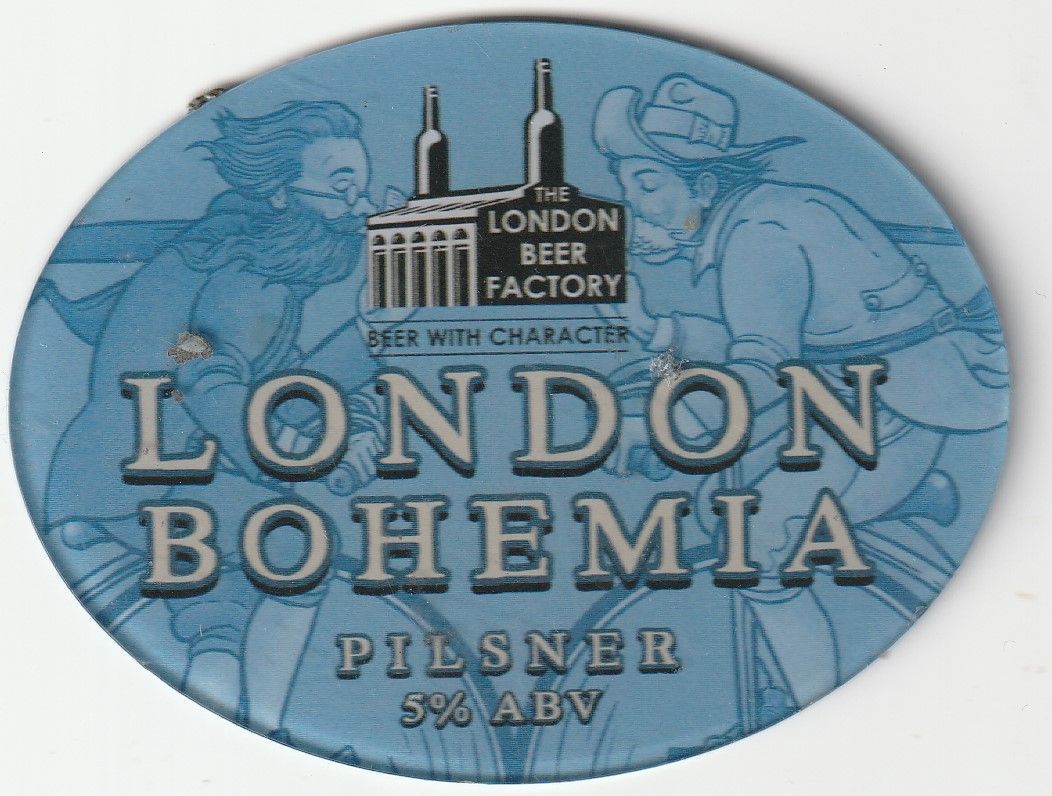 C
THE
LONDON
BEER
FACTORY
BEER WITH CHARACTER
LONDON
BOHEMIA
PILSNER
5% ABV